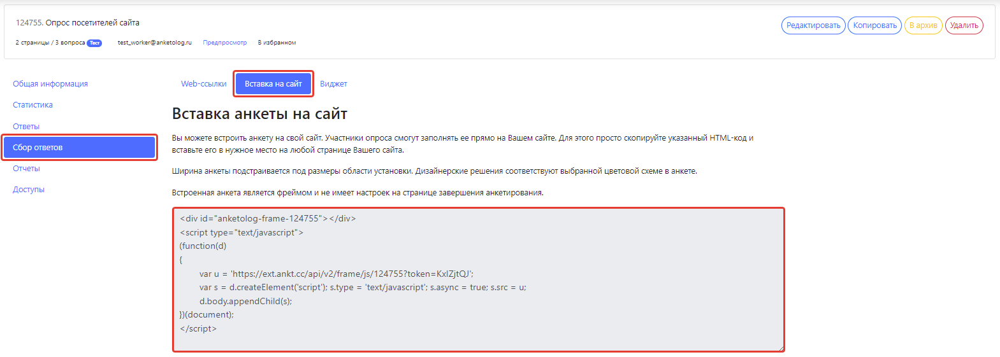 124755. Опрос посетителей сайта
Редактировать Копировать В архив Удалить
2 страницы / 3 вопроса Тест test_worker@anketolog.ru Предпросмотр В избранном
Общая информация
Статистика
Ответы
Сбор ответов
Отчеты
Доступы
Web-ссылки Вставка на сайт Виджет
Вставка анкеты на сайт
Вы можете встроить анкету на свой сайт. Участники опроса смогут заполнять ее прямо на Вашем сайте. Для этого просто скопируйте указанный HTML-код и
вставьте его в нужное место на любой странице Вашего сайта.
Ширина анкеты подстраивается под размеры области установки. Дизайнерские решения соответствуют выбранной цветовой схеме в анкете.
Встроенная анкета является фреймом и не имеет настроек на странице завершения анкетирования.
<div id="anketolog-frame-124755"></div>
<script type="text/javascript">
(function(d)
{
var u = 'https://ext.ankt.cc/api/v2/frame/js/124755?token=KxlZjtQJ';
var s = d.createElement('script'); s.type = 'text/javascript'; s.async = true; s.src = u;
d.body.appendChild(s);
})(document);
</script>